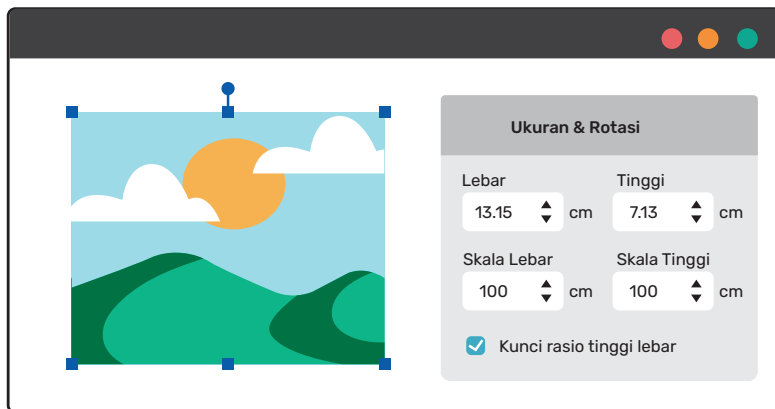 Ukuran & Rotasi
Lebar Tinggi
13.15 cm 7.13 cm
Skala Lebar Skala Tinggi
100 cm 100 cm
Kunci rasio tinggi lebar